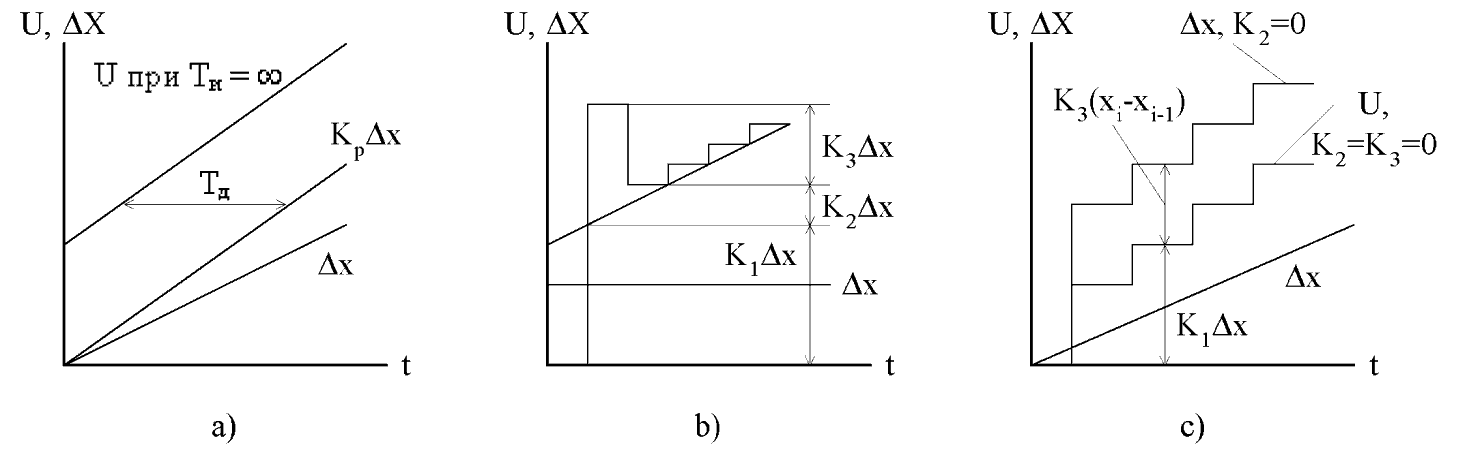 U, ΔX
U при Tи = ∞
KpΔx
Tд
Δx
t
a)
U, ΔX
K3Δx
K2Δx
K1Δx
Δx
t
b)
U, ΔX
Δx, K2=0
K3(xi-xi-1)
U,
K2=K3=0
Δx
K1Δx
t
c)